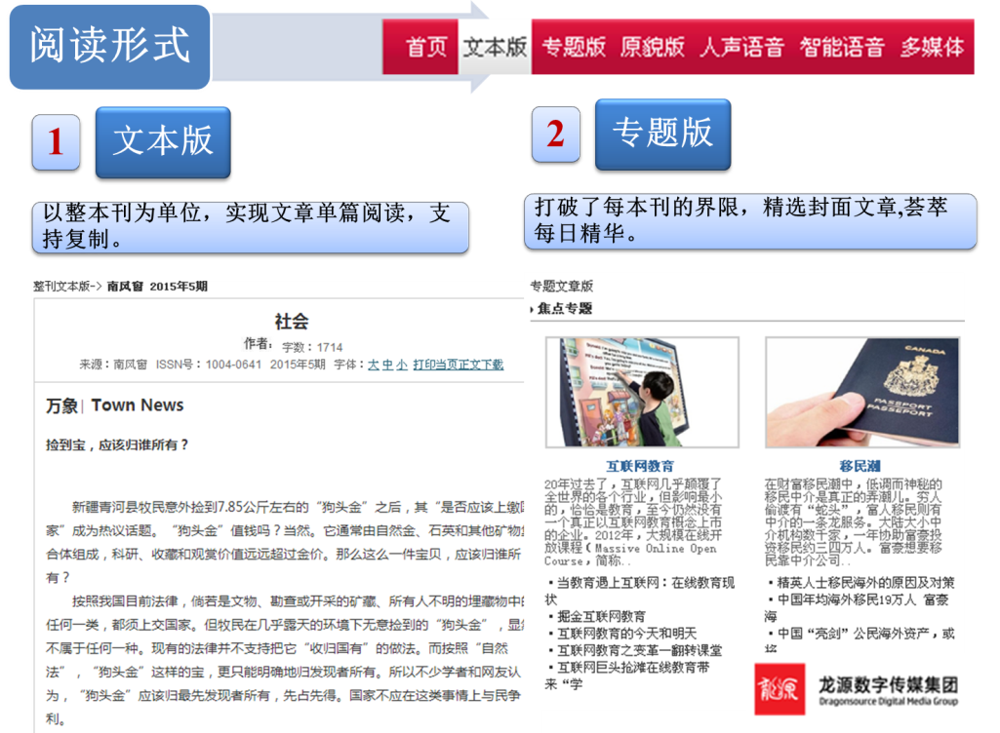 阅读形式
首页 文本版 专题版 原貌版 人声语音 智能语音 多媒体
1 文本版
以整本刊为单位，实现文章单篇阅读，支
持复制。
整刊文本版-> 南风窗 2015年5期
社会
作者： 字数：1714
来源：南风窗 ISSN号：1004-0641 2015年5期 字体：大 中 小 打印当页正文下载
万象| Town News
捡到宝，应该归谁所有？
新疆青河县牧民意外捡到7.85公斤左右的“狗头金”之后，其“是否应该上缴
家”成为热议话题。“狗头金”值钱吗？当然。它通常由自然金、石英和其他矿物
合体组成，科研、收藏和观赏价值远远超过金价。那么这么一件宝贝，应该归谁所
有？
按照我国目前法律，倘若是文物、勘查或开采的矿藏、所有人不明的埋藏物中
任何一类，都须上交国家。但牧民在几乎露天的环境下无意捡到的“狗头金”，
不属于任何一种。现有的法律并不支持把它“收归国有”的做法。而按照“自然
法”，“狗头金”这样的宝，更只能明确地归发现者所有。所以不少学者和网友认
为，“狗头金”应该归最先发现者所有，先占先得。国家不应在这类事情上与民争
利。
2 专题版
打破了每本刊的界限，精选封面文章,荟萃
每日精华。
专题文章版
焦点专题
互联网教育
20年过去了，互联网几乎颠覆了
全世界的各个行业，但影响最小
的，恰恰是教育，至今仍然没有
一个真正以互联网教育概念上市
的企业。2012年，大规模在线开
放课程（Massive Online Open
Course，简称..
▪当教育遇上互联网：在线教育现
状
▪掘金互联网教育
▪互联网教育的今天和明天
▪互联网教育之变革—翻转课堂
▪互联网巨头抢滩在线教育带
来“学
CANADA
PASSEPORT
PASSPORT
移民潮
在财富移民潮中，低调而神秘的
移民中介是真正的弄潮儿。穷人
偷渡有“蛇头”，富人移民则有
中介的一条龙服务。大陆大小中
介机构数千家，一年协助富豪投
资移民约三四万人。富豪想要移
民靠中介公司..
▪精英人士移民海外的原因及对策
▪中国年均海外移民19万人 富豪
海
▪中国“亮剑”公民海外资产，或
龙源
龙源数字传媒集团
Dragonsource Digital Media Group